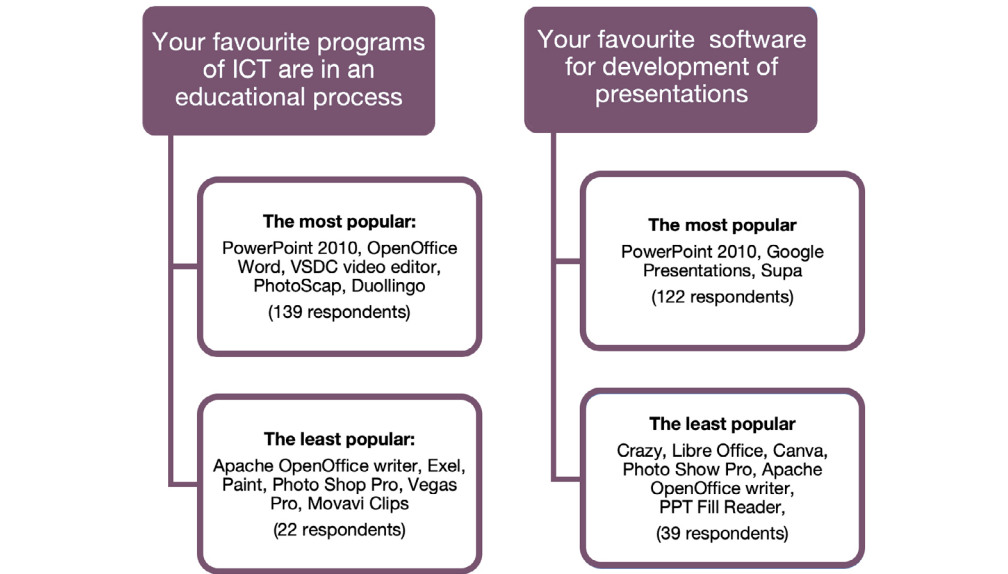 Your favourite programs
of ICT are in an
educational process
The most popular:
PowerPoint 2010, OpenOffice
Word, VSDC video editor,
PhotoScap, Duollingo
(139 respondents)
The least popular:
Apache OpenOffice writer, Exel,
Paint, Photo Shop Pro, Vegas
Pro, Movavi Clips
(22 respondents)
Your favourite software
for development of
presentations
The most popular
PowerPoint 2010, Google
Presentations, Supa
(122 respondents)
The least popular
Crazy, Libre Office, Canva,
Photo Show Pro, Apache
OpenOffice writer,
PPT Fill Reader,
(39 respondents)